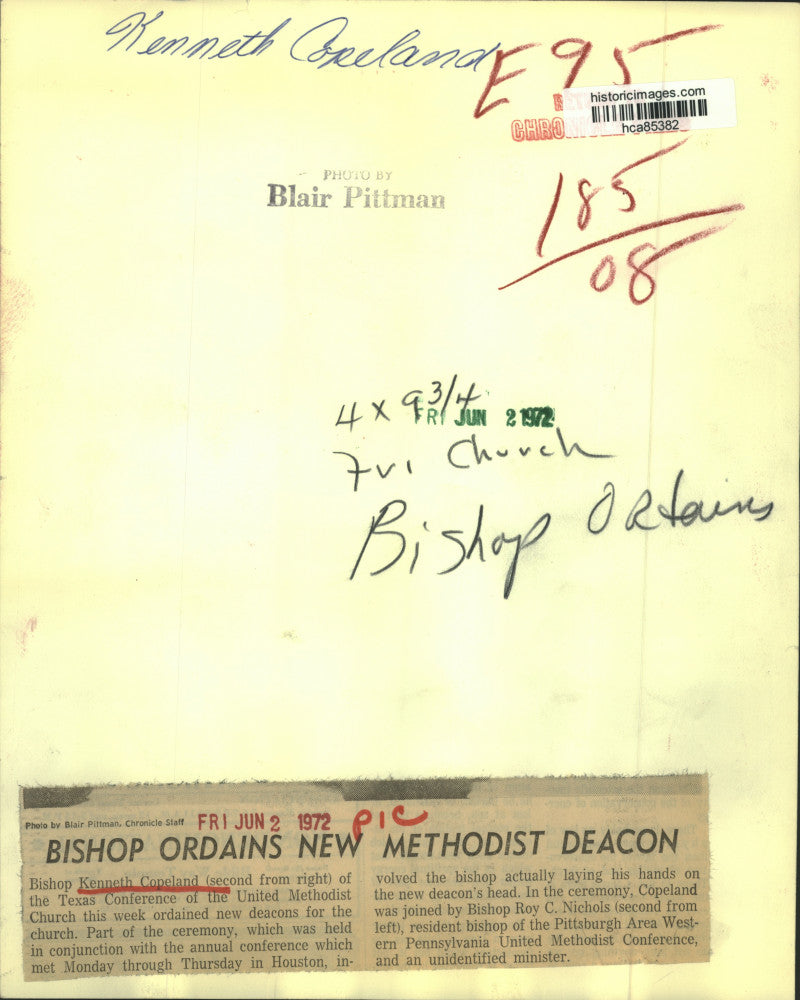 Kenneth Copeland
E95
historicimages.com
hca85382
CHRO
PHOTO BY
Blair Pittman
185
08
4 x 9 3/4
FRI JUN 2 1972
Fri Church
Bishop Ordains
Photo by Blair Pittman, Chronicle Staff
FRI JUN 2 1972
PIC
BISHOP ORDAINS NEW METHODIST DEACON
Bishop Kenneth Copeland (second from right) of
the Texas Conference of the United Methodist
Church this week ordained new deacons for the
church. Part of the ceremony, which was held
in conjunction with the annual conference which
met Monday through Thursday in Houston, in-
volved the bishop actually laying his hands on
the new deacon's head. In the ceremony, Copeland
was joined by Bishop Roy C. Nichols (second from
left), resident bishop of the Pittsburgh Area West-
ern Pennsylvania United Methodist Conference,
and an unidentified minister.